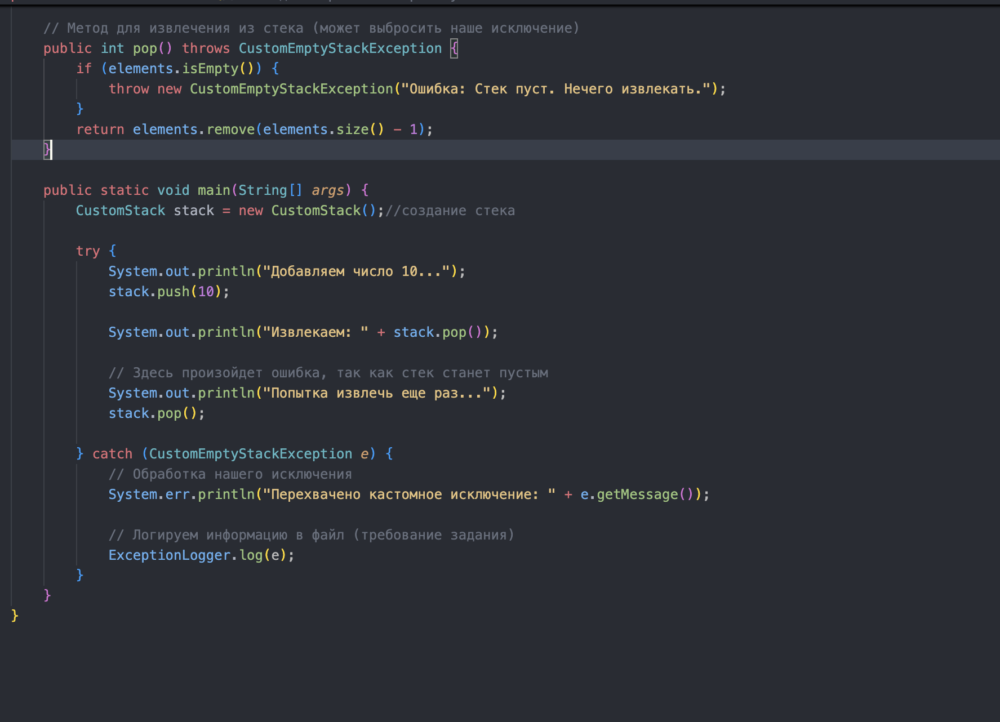 // Метод для извлечения из стека (может выбросить наше исключение)
public int pop() throws CustomEmptyStackException {
if (elements.isEmpty()) {
throw new CustomEmptyStackException("Ошибка: Стек пуст. Нечего извлекать.");
}
return elements.remove(elements.size() - 1);
}
public static void main(String[] args) {
CustomStack stack = new CustomStack();//создание стека
try {
System.out.println("Добавляем число 10...");
stack.push(10);
System.out.println("Извлекаем: " + stack.pop());
// Здесь произойдет ошибка, так как стек станет пустым
System.out.println("Попытка извлечь еще раз...");
stack.pop();
} catch (CustomEmptyStackException e) {
// Обработка нашего исключения
System.err.println("Перехвачено кастомное исключение: " + e.getMessage());
// Логируем информацию в файл (требование задания)
ExceptionLogger.log(e);
}
}
}